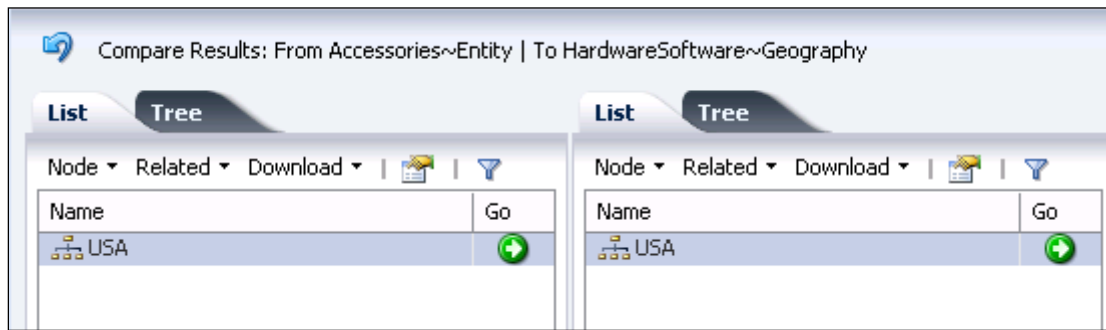 Compare Results: From Accessories~Entity | To HardwareSoftware~Geography
List Tree List Tree
Node Related Download | | Node Related Download | |
Name Go Name Go
USA USA